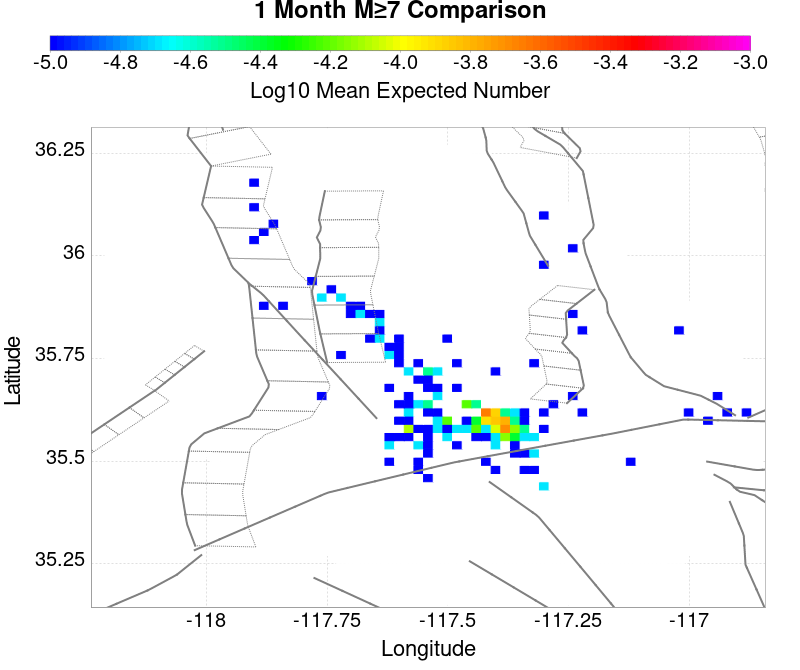 1 Month M≥7 Comparison
-5.0 -4.8 -4.6 -4.4 -4.2 -4.0 -3.8 -3.6 -3.4 -3.2 -3.0
Log10 Mean Expected Number
36.25
36
35.75
35.5
35.25
Latitude
-118 -117.75 -117.5 -117.25 -117
Longitude